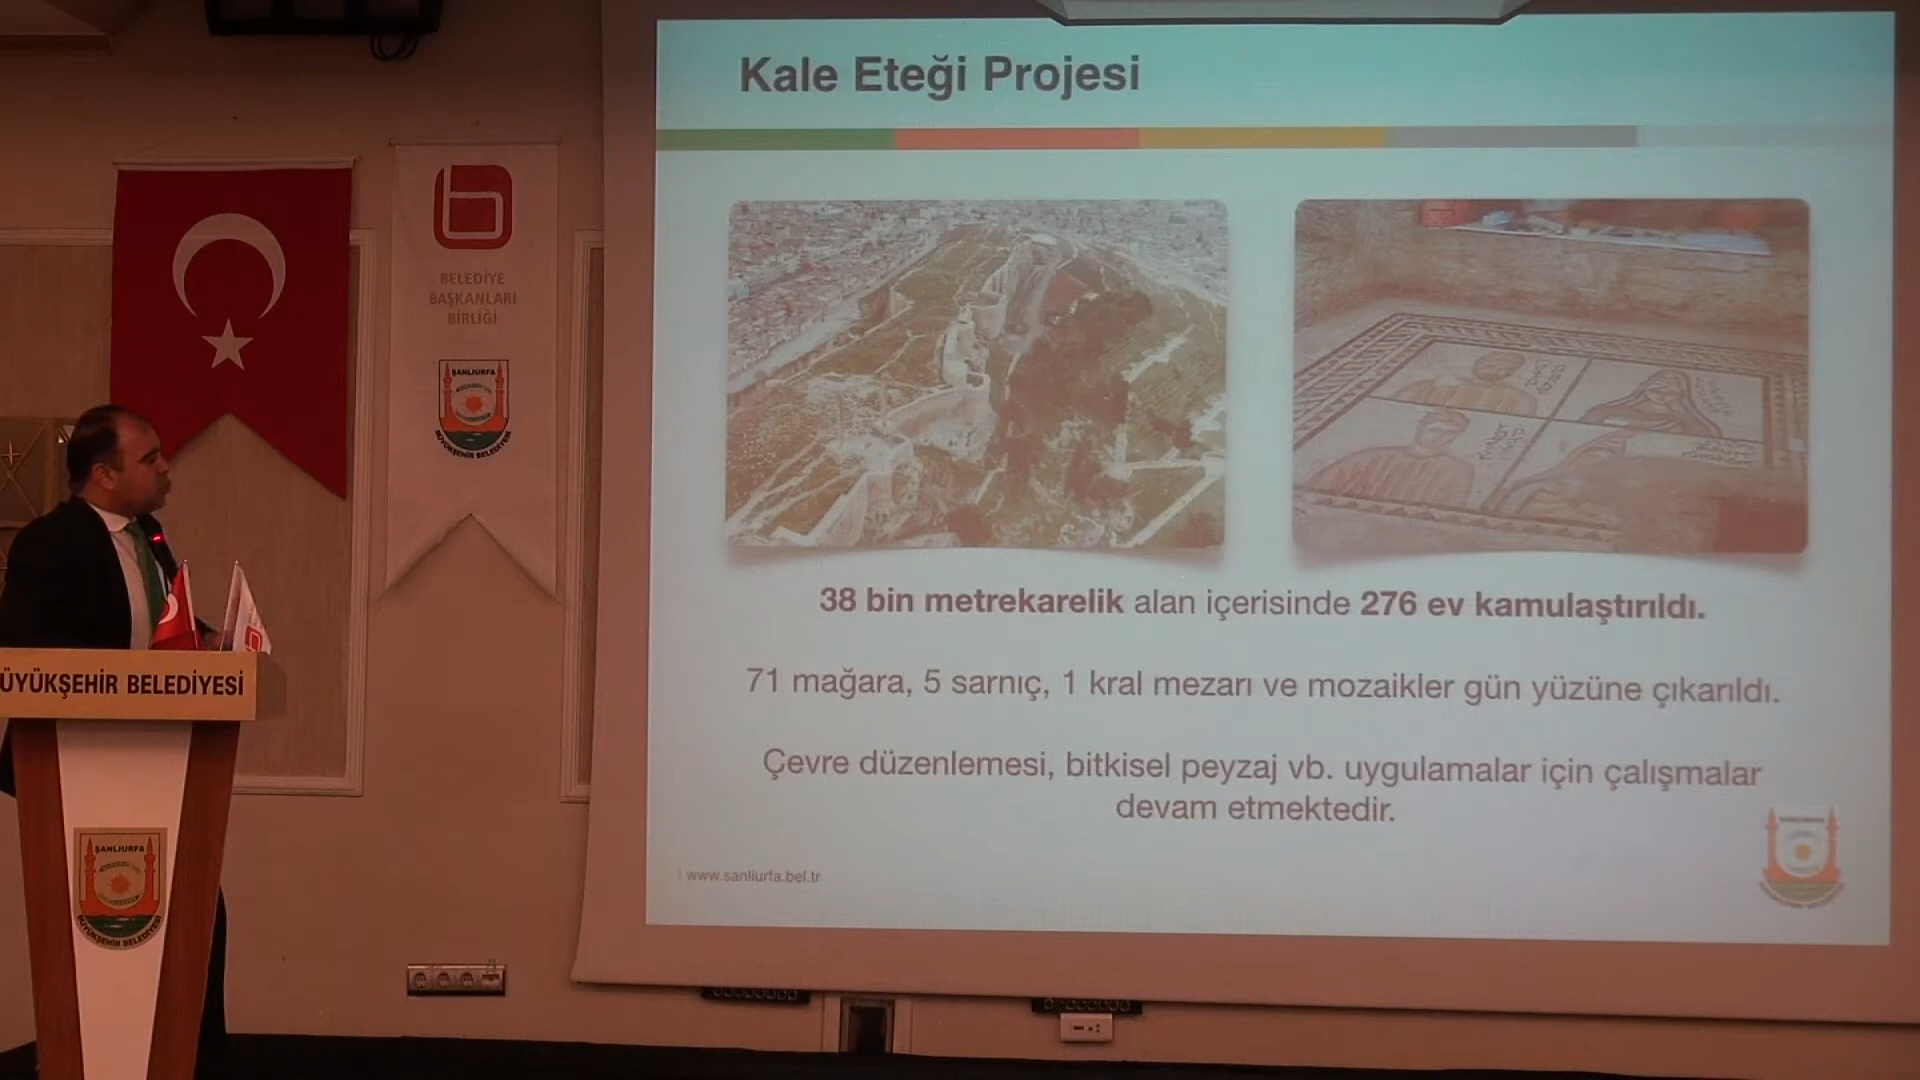 Kale Eteği Projesi
BELEDİYE
BAŞKANLARI
BİRLİĞİ
ŞANLIURFA
BÜYÜKŞEHİR BELEDİYESİ
38 bin metrekarelik alan içerisinde 276 ev kamulaştırıldı.
71 mağara, 5 sarnıç, 1 kral mezarı ve mozaikler gün yüzüne çıkarıldı.
Çevre düzenlemesi, bitkisel peyzaj vb. uygulamalar için çalışmalar
devam etmektedir.
www.sanliurfa.bel.tr
ÜYÜKŞEHİR BELEDİYESİ
ŞANLIURFA
BÜYÜKŞEHİR BELEDİYESİ